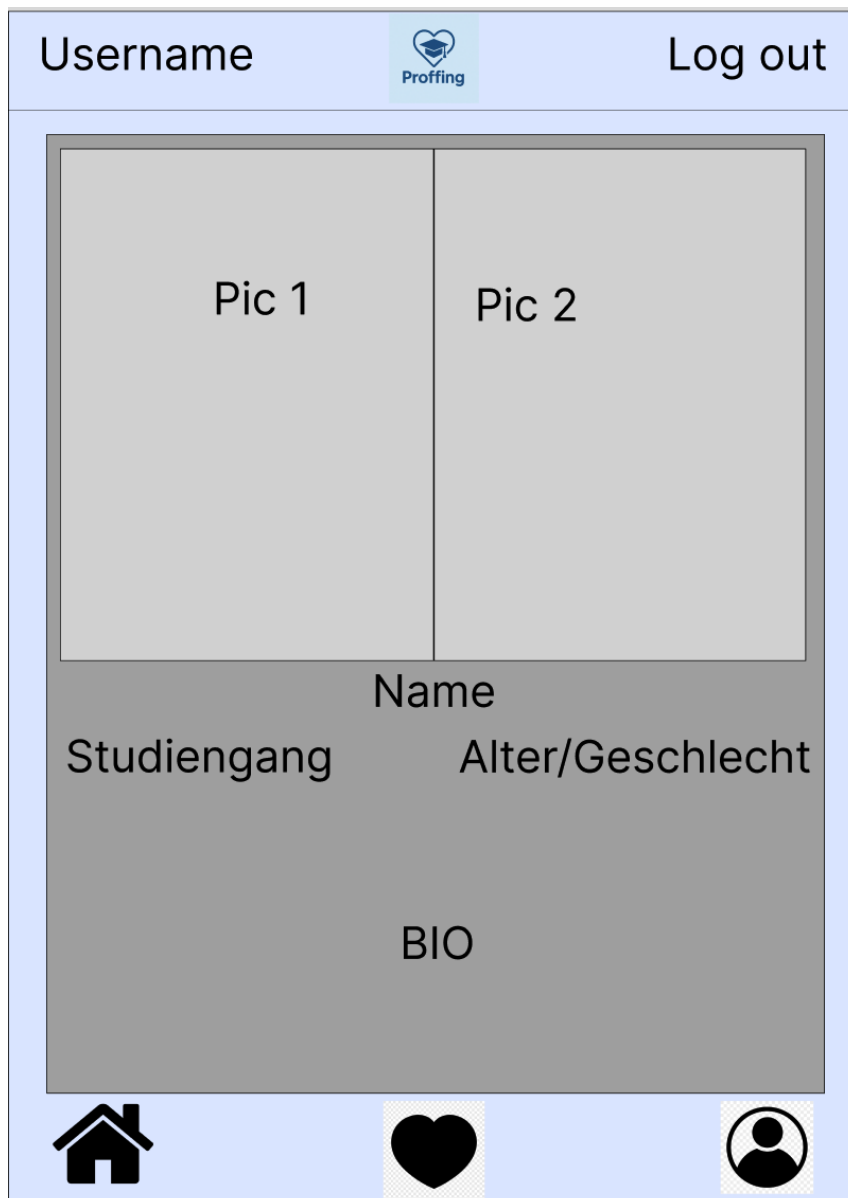 Username
Proffing
Log out
Pic 1
Pic 2
Name
Studiengang
Alter/Geschlecht
BIO